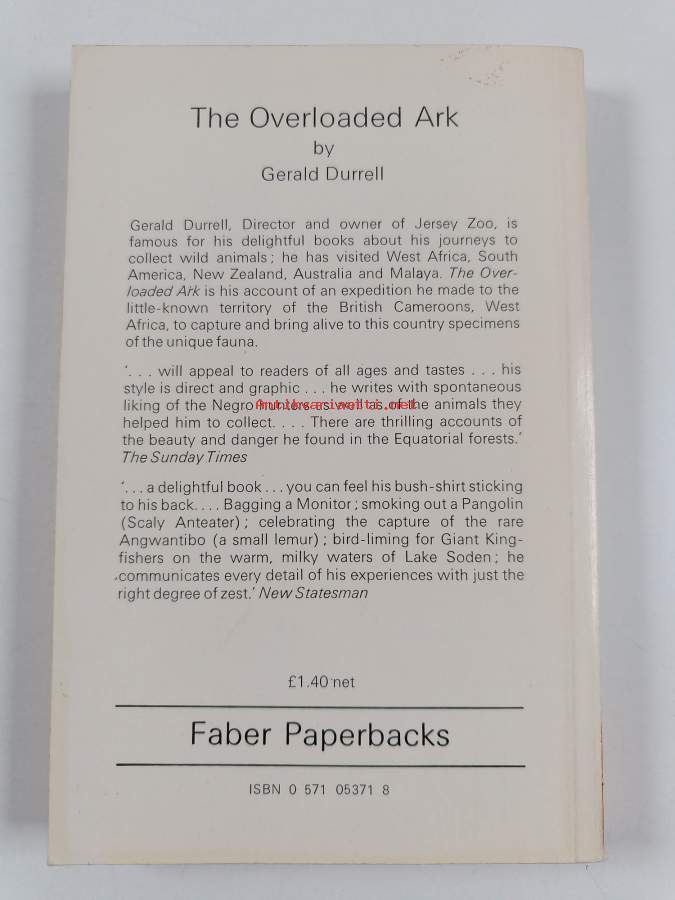 The Overloaded Ark
by
Gerald Durrell
Gerald Durrell, Director and owner of Jersey Zoo, is
famous for his delightful books about his journeys to
collect wild animals; he has visited West Africa, South
America, New Zealand, Australia and Malaya. The Over-
loaded Ark is his account of an expedition he made to the
little-known territory of the British Cameroons, West
Africa, to capture and bring alive to this country specimens
of the unique fauna.
'. . . will appeal to readers of all ages and tastes . . . his
style is direct and graphic . . . he writes with spontaneous
liking of the Negro hunters as well as of the animals they
helped him to collect. . . . There are thrilling accounts of
the beauty and danger he found in the Equatorial forests.'
The Sunday Times
'. . . a delightful book . . . you can feel his bush-shirt sticking
to his back. . . . Bagging a Monitor; smoking out a Pangolin
(Scaly Anteater); celebrating the capture of the rare
Angwantibo (a small lemur); bird-liming for Giant King-
fishers on the warm, milky waters of Lake Soden; he
communicates every detail of his experiences with just the
right degree of zest.' New Statesman
£1.40 net
Faber Paperbacks
ISBN 0 571 05371 8